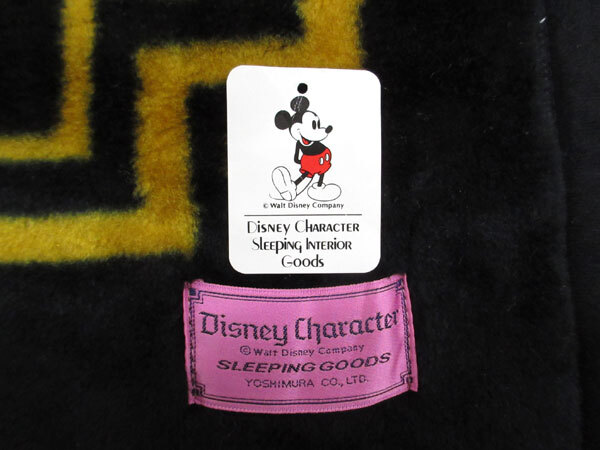 © Walt Disney Company
Disney Character
Sleeping Interior
Goods
Disney Character
© Walt Disney Company
SLEEPING GOODS
YOSHIMURA CO., LTD.